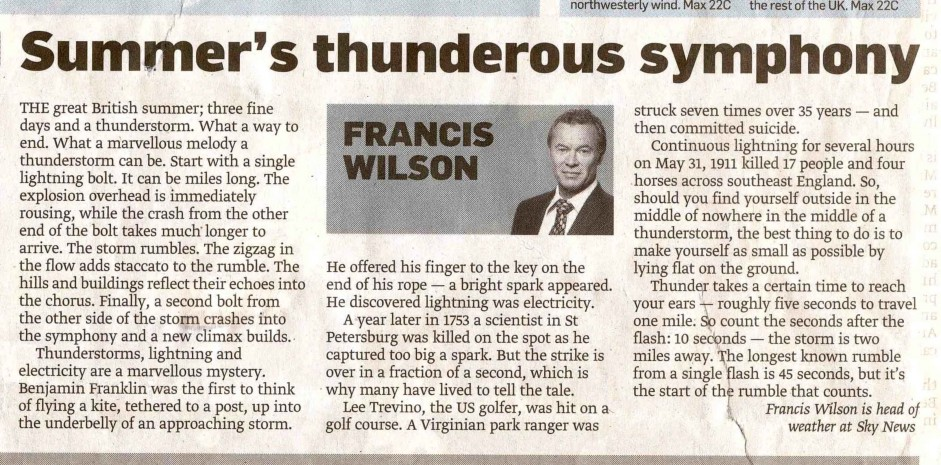 northwesterly wind. Max 22C
the rest of the UK. Max 22C
Summer's thunderous symphony
THE great British summer; three fine
days and a thunderstorm. What a way to
end. What a marvellous melody a
thunderstorm can be. Start with a single
lightning bolt. It can be miles long. The
explosion overhead is immediately
rousing, while the crash from the other
end of the bolt takes much longer to
arrive. The storm rumbles. The zigzag in
the flow adds staccato to the rumble. The
hills and buildings reflect their echoes into
the chorus. Finally, a second bolt from
the other side of the storm crashes into
the symphony and a new climax builds.
Thunderstorms, lightning and
electricity are a marvellous mystery.
Benjamin Franklin was the first to think
of flying a kite, tethered to a post, up into
the underbelly of an approaching storm.
FRANCIS
WILSON
He offered his finger to the key on the
end of his rope — a bright spark appeared.
He discovered lightning was electricity.
A year later in 1753 a scientist in St
Petersburg was killed on the spot as he
captured too big a spark. But the strike is
over in a fraction of a second, which is
why many have lived to tell the tale.
Lee Trevino, the US golfer, was hit on a
golf course. A Virginian park ranger was
struck seven times over 35 years — and
then committed suicide.
Continuous lightning for several hours
on May 31, 1911 killed 17 people and four
horses across southeast England. So,
should you find yourself outside in the
middle of nowhere in the middle of a
thunderstorm, the best thing to do is to
make yourself as small as possible by
lying flat on the ground.
Thunder takes a certain time to reach
your ears — roughly five seconds to travel
one mile. So count the seconds after the
flash: 10 seconds — the storm is two
miles away. The longest known rumble
from a single flash is 45 seconds, but it's
the start of the rumble that counts.
Francis Wilson is head of
weather at Sky News